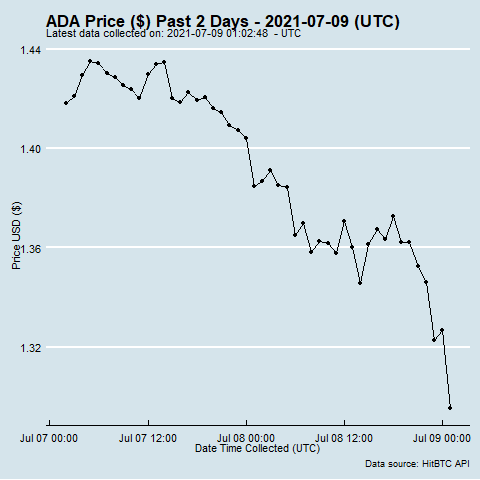 ADA Price ($) Past 2 Days - 2021-07-09 (UTC)
Latest data collected on: 2021-07-09 01:02:48 - UTC
1.44
1.40
1.36
1.32
Price USD ($)
Jul 07 00:00 Jul 07 12:00 Jul 08 00:00 Jul 08 12:00 Jul 09 00:00
Date Time Collected (UTC)
Data source: HitBTC API